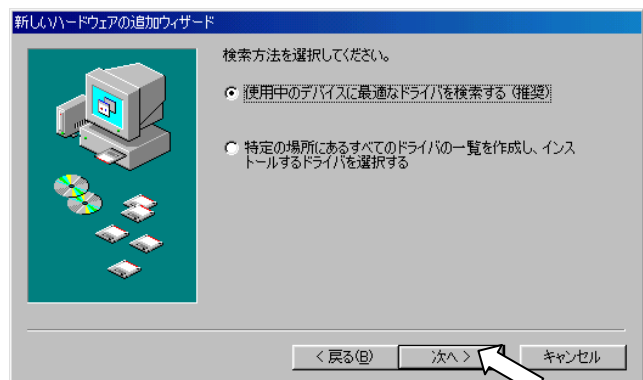 新しいハードウェアの追加ウィザード
検索方法を選択してください。
使用中のデバイスに最適なドライバを検索する (推奨)
特定の場所にあるすべてのドライバの一覧を作成し、インス
トールするドライバを選択する
< 戻る(B)
次へ >
キャンセル